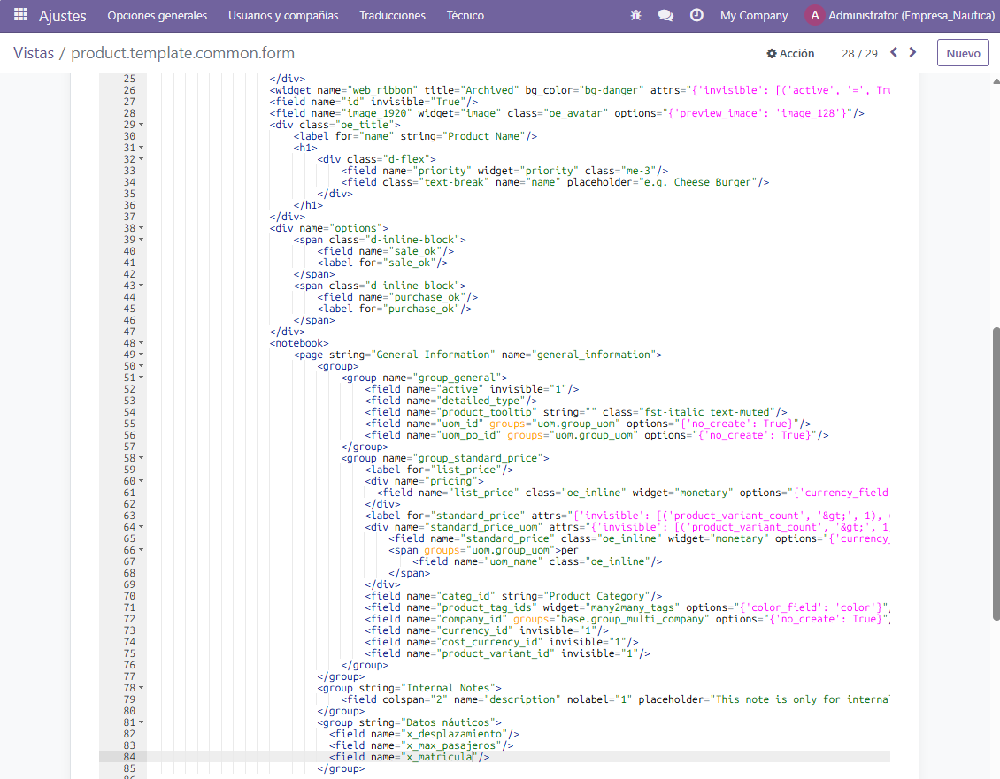 Ajustes Opciones generales Usuarios y compañías Traducciones Técnico My Company A Administrator (Empresa_Nautica)
Vistas / product.template.common.form Acción 28 / 29 Nuevo
25 </div>
26 <widget name="web_ribbon" title="Archived" bg_color="bg-danger" attrs="{'invisible': [('active', '=', Tru
27 <field name="id" invisible="True"/>
28 <field name="image_1920" widget="image" class="oe_avatar" options="{'preview_image': 'image_128'}"/>
29 <div class="oe_title">
30 <label for="name" string="Product Name"/>
31 <h1>
32 <div class="d-flex">
33 <field name="priority" widget="priority" class="me-3"/>
34 <field class="text-break" name="name" placeholder="e.g. Cheese Burger"/>
35 </div>
36 </h1>
37 </div>
38 <div name="options">
39 <span class="d-inline-block">
40 <field name="sale_ok"/>
41 <label for="sale_ok"/>
42 </span>
43 <span class="d-inline-block">
44 <field name="purchase_ok"/>
45 <label for="purchase_ok"/>
46 </span>
47 </div>
48 <notebook>
49 <page string="General Information" name="general_information">
50 <group>
51 <group name="group_general">
52 <field name="active" invisible="1"/>
53 <field name="detailed_type"/>
54 <field name="product_tooltip" string="" class="fst-italic text-muted"/>
55 <field name="uom_id" groups="uom.group_uom" options="{'no_create': True}"/>
56 <field name="uom_po_id" groups="uom.group_uom" options="{'no_create': True}"/>
57 </group>
58 <group name="group_standard_price">
59 <label for="list_price"/>
60 <div name="pricing">
61 <field name="list_price" class="oe_inline" widget="monetary" options="{'currency_field
62 </div>
63 <label for="standard_price" attrs="{'invisible': [('product_variant_count', '&gt;', 1), (
64 <div name="standard_price_uom" attrs="{'invisible': [('product_variant_count', '&gt;', 1)
65 <field name="standard_price" class="oe_inline" widget="monetary" options="{'currency_
66 <span groups="uom.group_uom">per
67 <field name="uom_name" class="oe_inline"/>
68 </span>
69 </div>
70 <field name="categ_id" string="Product Category"/>
71 <field name="product_tag_ids" widget="many2many_tags" options="{'color_field': 'color'}"
72 <field name="company_id" groups="base.group_multi_company" options="{'no_create': True}"
73 <field name="currency_id" invisible="1"/>
74 <field name="cost_currency_id" invisible="1"/>
75 <field name="product_variant_id" invisible="1"/>
76 </group>
77 </group>
78 <group string="Internal Notes">
79 <field colspan="2" name="description" nolabel="1" placeholder="This note is only for interna
80 </group>
81 <group string="Datos náuticos">
82 <field name="x_desplazamiento"/>
83 <field name="x_max_pasajeros"/>
84 <field name="x_matricula"/>
85 </group>